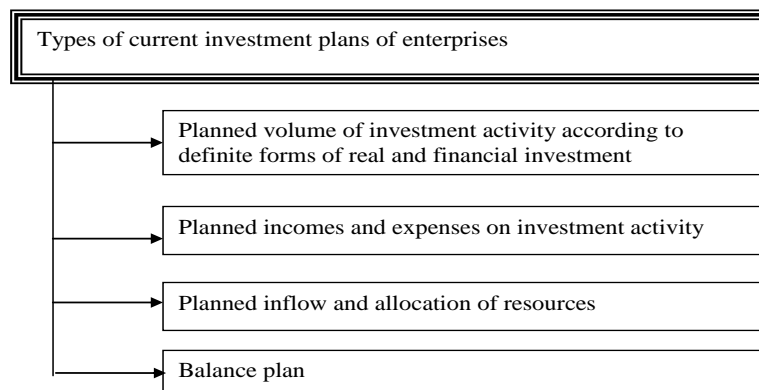 Types of current investment plans of enterprises
Planned volume of investment activity according to
definite forms of real and financial investment
Planned incomes and expenses on investment activity
Planned inflow and allocation of resources
Balance plan